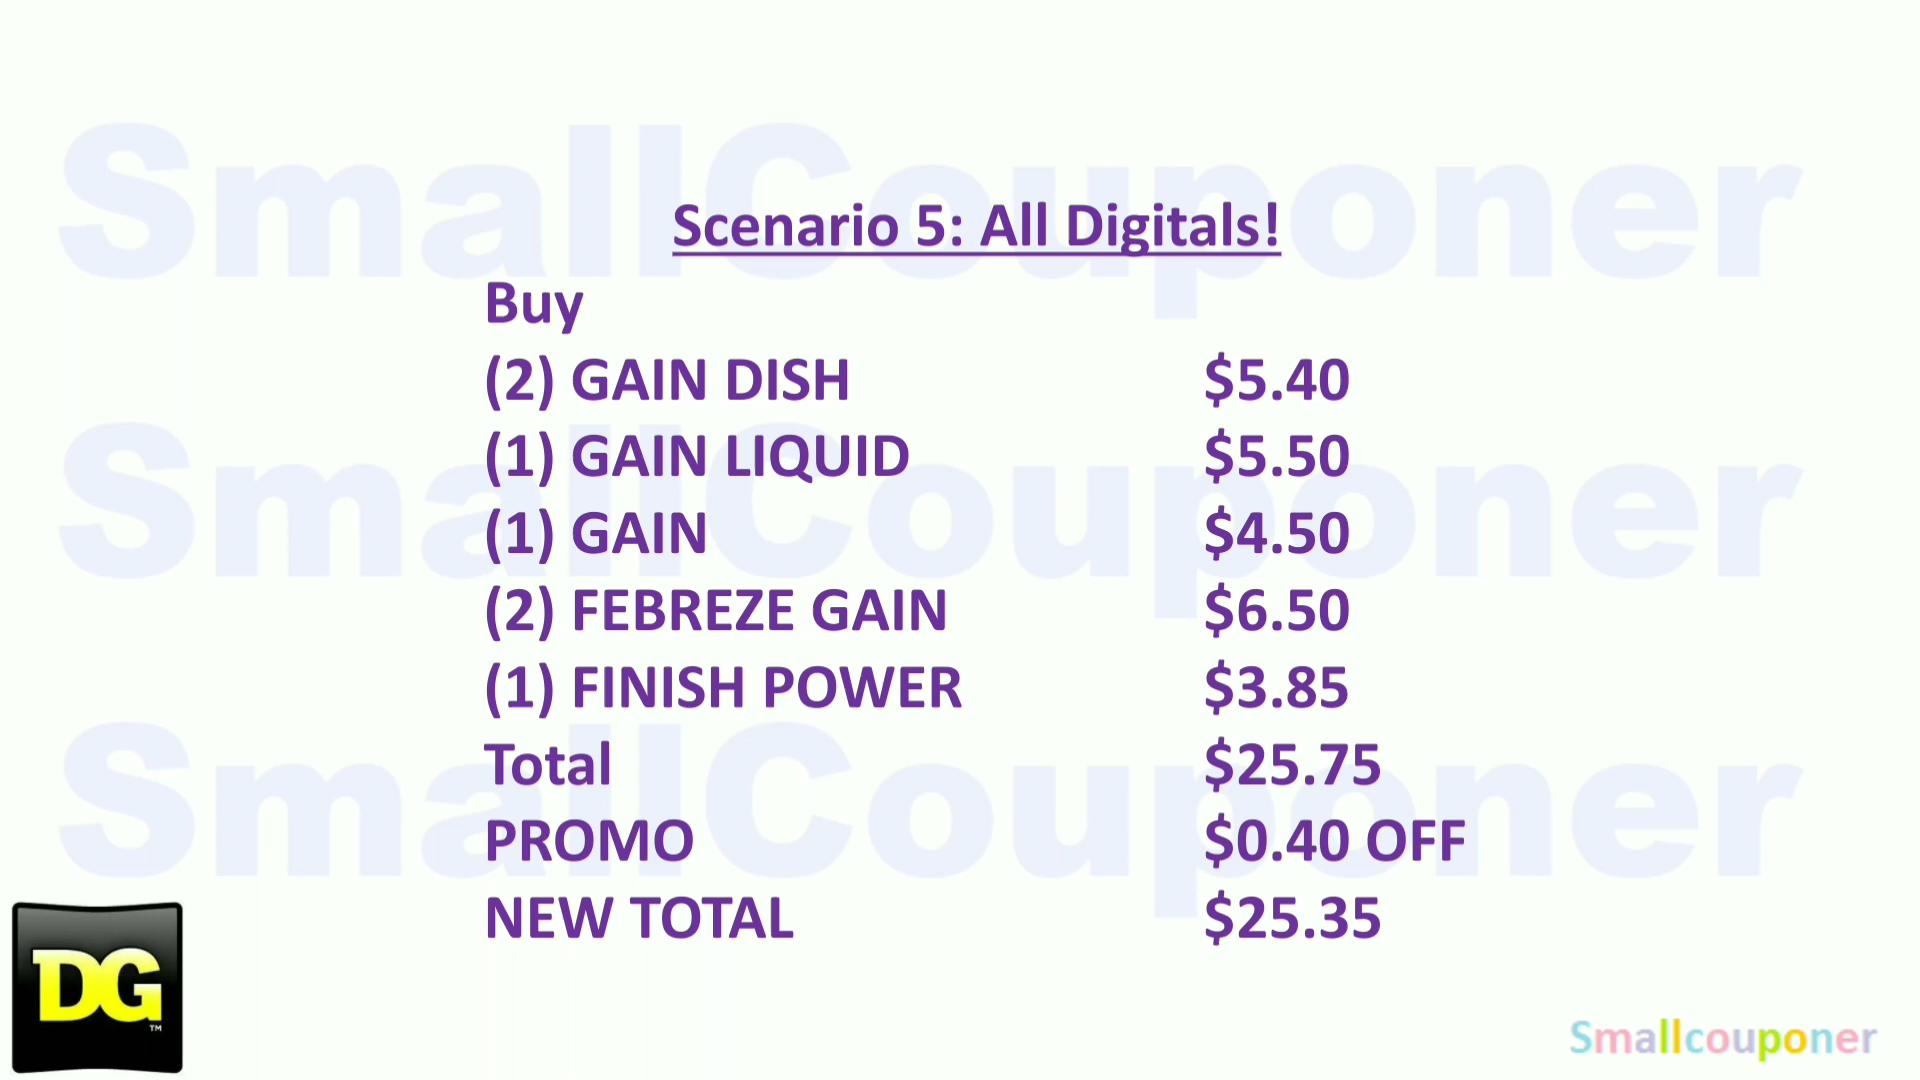 SmallCouponer
Scenario 5: All Digitals!
Buy
(2) GAIN DISH $5.40
SmallCouponer
(1) GAIN LIQUID $5.50
(1) GAIN $4.50
(2) FEBREZE GAIN $6.50
(1) FINISH POWER $3.85
SmallCouponer
Total $25.75
PROMO $0.40 OFF
NEW TOTAL $25.35
DG™
Smallcouponer